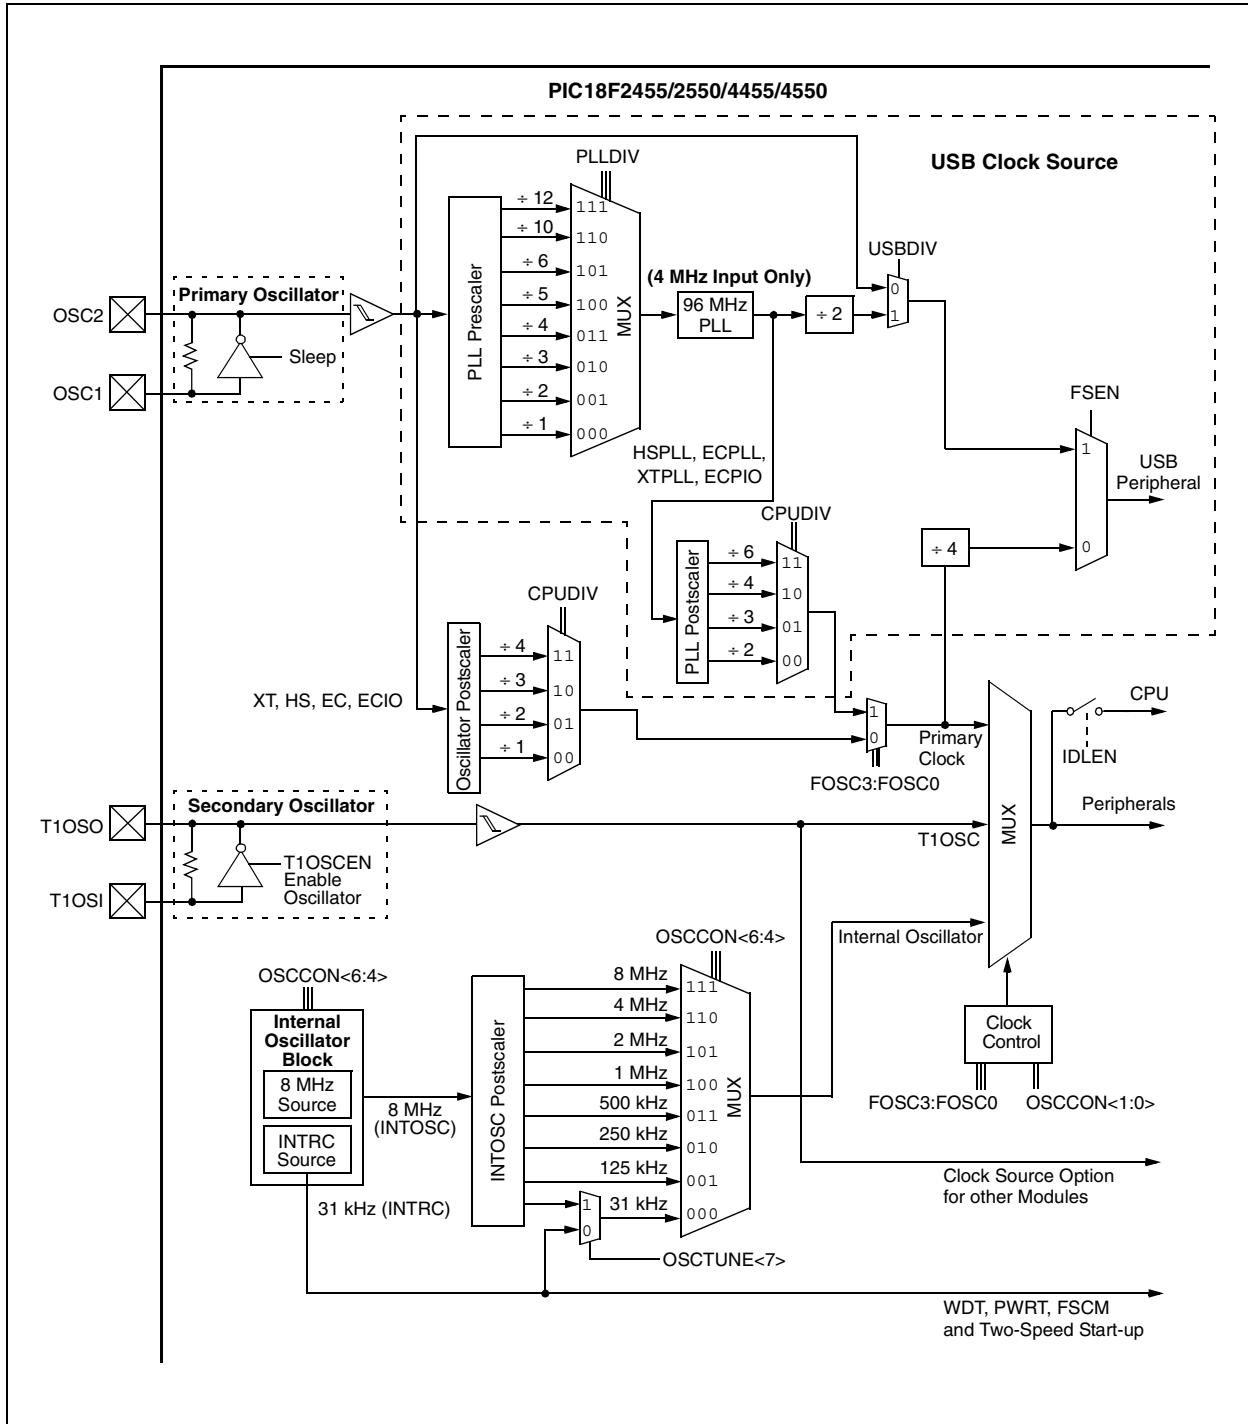 PIC18F2455/2550/4455/4550
USB Clock Source
PLLDIV
÷ 12
111
÷ 10
110
÷ 6
101
÷ 5
100
÷ 4
011
÷ 3
010
÷ 2
001
÷ 1
000
PLL Prescaler
MUX
(4 MHz Input Only)
96 MHz
PLL
÷ 2
USBDIV
0
1
Primary Oscillator
OSC2
Sleep
OSC1
FSEN
1
USB
Peripheral
0
÷ 4
HSPLL, ECPLL,
XTPLL, ECPIO
CPUDIV
PLL Postscaler
÷ 6
11
÷ 4
10
÷ 3
01
÷ 2
00
CPUDIV
Oscillator Postscaler
÷ 4
11
÷ 3
10
÷ 2
01
÷ 1
00
XT, HS, EC, ECIO
1
0
FOSC3:FOSC0
Primary
Clock
CPU
IDLEN
Peripherals
MUX
Secondary Oscillator
T1OSO
T1OSCEN
Enable
Oscillator
T1OSI
T1OSC
Internal Oscillator
Clock
Control
FOSC3:FOSC0
OSCCON<1:0>
OSCCON<6:4>
Internal
Oscillator
Block
8 MHz
Source
INTRC
Source
8 MHz
(INTOSC)
31 kHz (INTRC)
INTOSC Postscaler
OSCCON<6:4>
8 MHz
111
4 MHz
110
2 MHz
101
1 MHz
100
500 kHz
011
250 kHz
010
125 kHz
001
1
0
31 kHz
000
MUX
OSCTUNE<7>
Clock Source Option
for other Modules
WDT, PWRT, FSCM
and Two-Speed Start-up